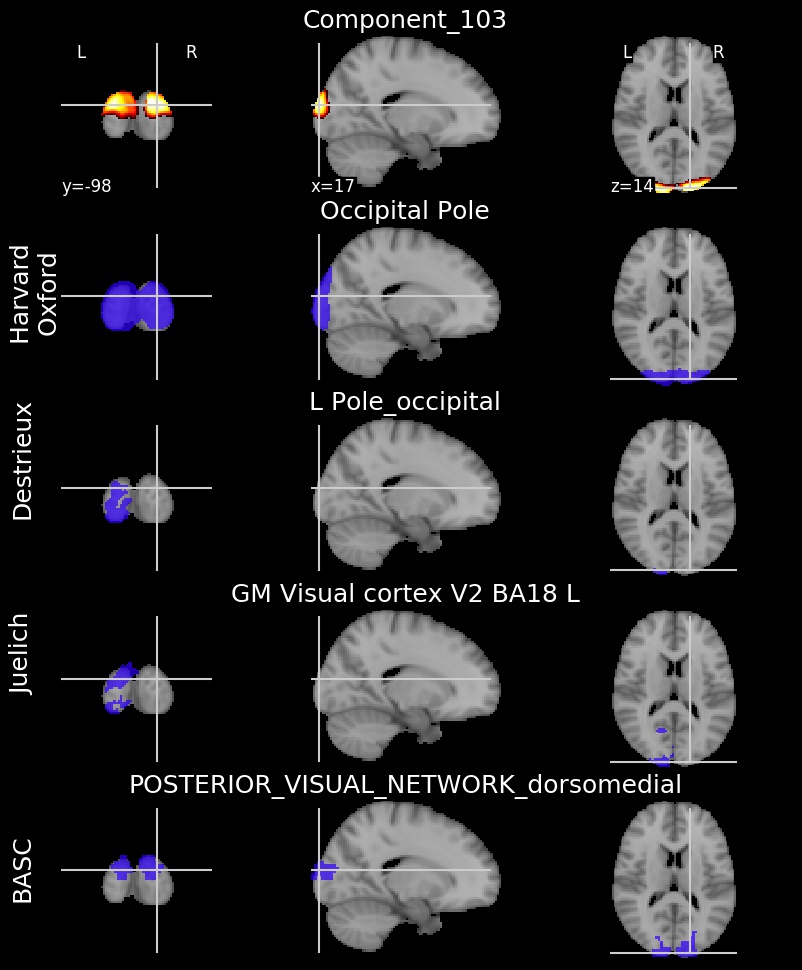 Component_103
L R
L R
y=-98
x=17
z=14
Occipital Pole
Harvard
Oxford
L Pole_occipital
Destrieux
GM Visual cortex V2 BA18 L
Juelich
POSTERIOR_VISUAL_NETWORK_dorsomedial
BASC